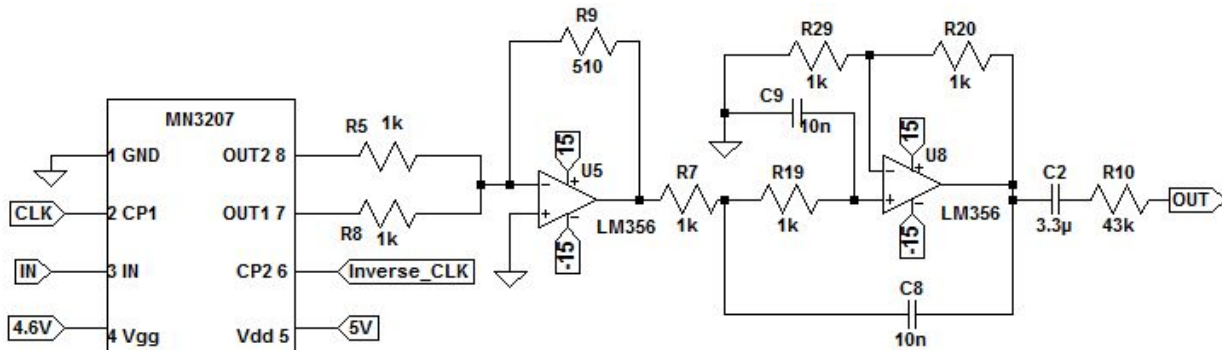 R9
510
R29
1k
R20
1k
C9
10n
MN3207
R5 1k
1 GND
OUT2 8
15
U5
15
U8
R7
1k
R19
1k
C2
3.3µ
R10
43k
OUT
CLK
2 CP1
OUT1 7
R8
1k
LM356
-15
LM356
-15
IN
3 IN
CP2 6
Inverse_CLK
C8
10n
4.6V
4 Vgg
Vdd 5
5V